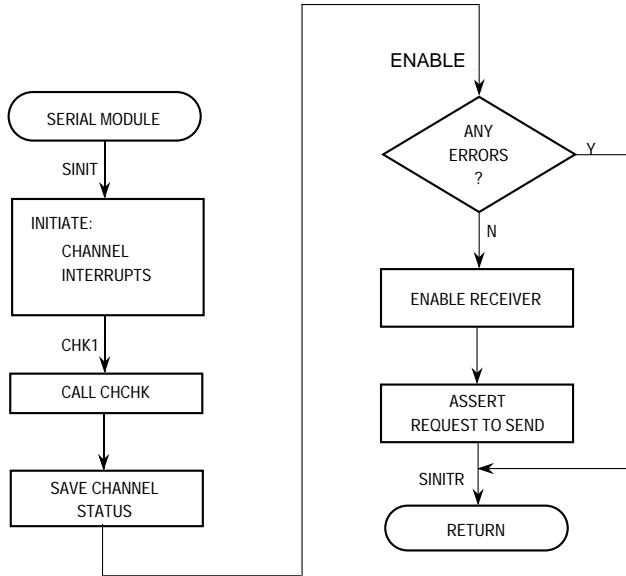 SERIAL MODULE
SINIT
INITIATE:
CHANNEL
INTERRUPTS
CHK1
CALL CHCHK
SAVE CHANNEL
STATUS
ENABLE
ANY
ERRORS
?
Y
N
ENABLE RECEIVER
ASSERT
REQUEST TO SEND
SINITR
RETURN